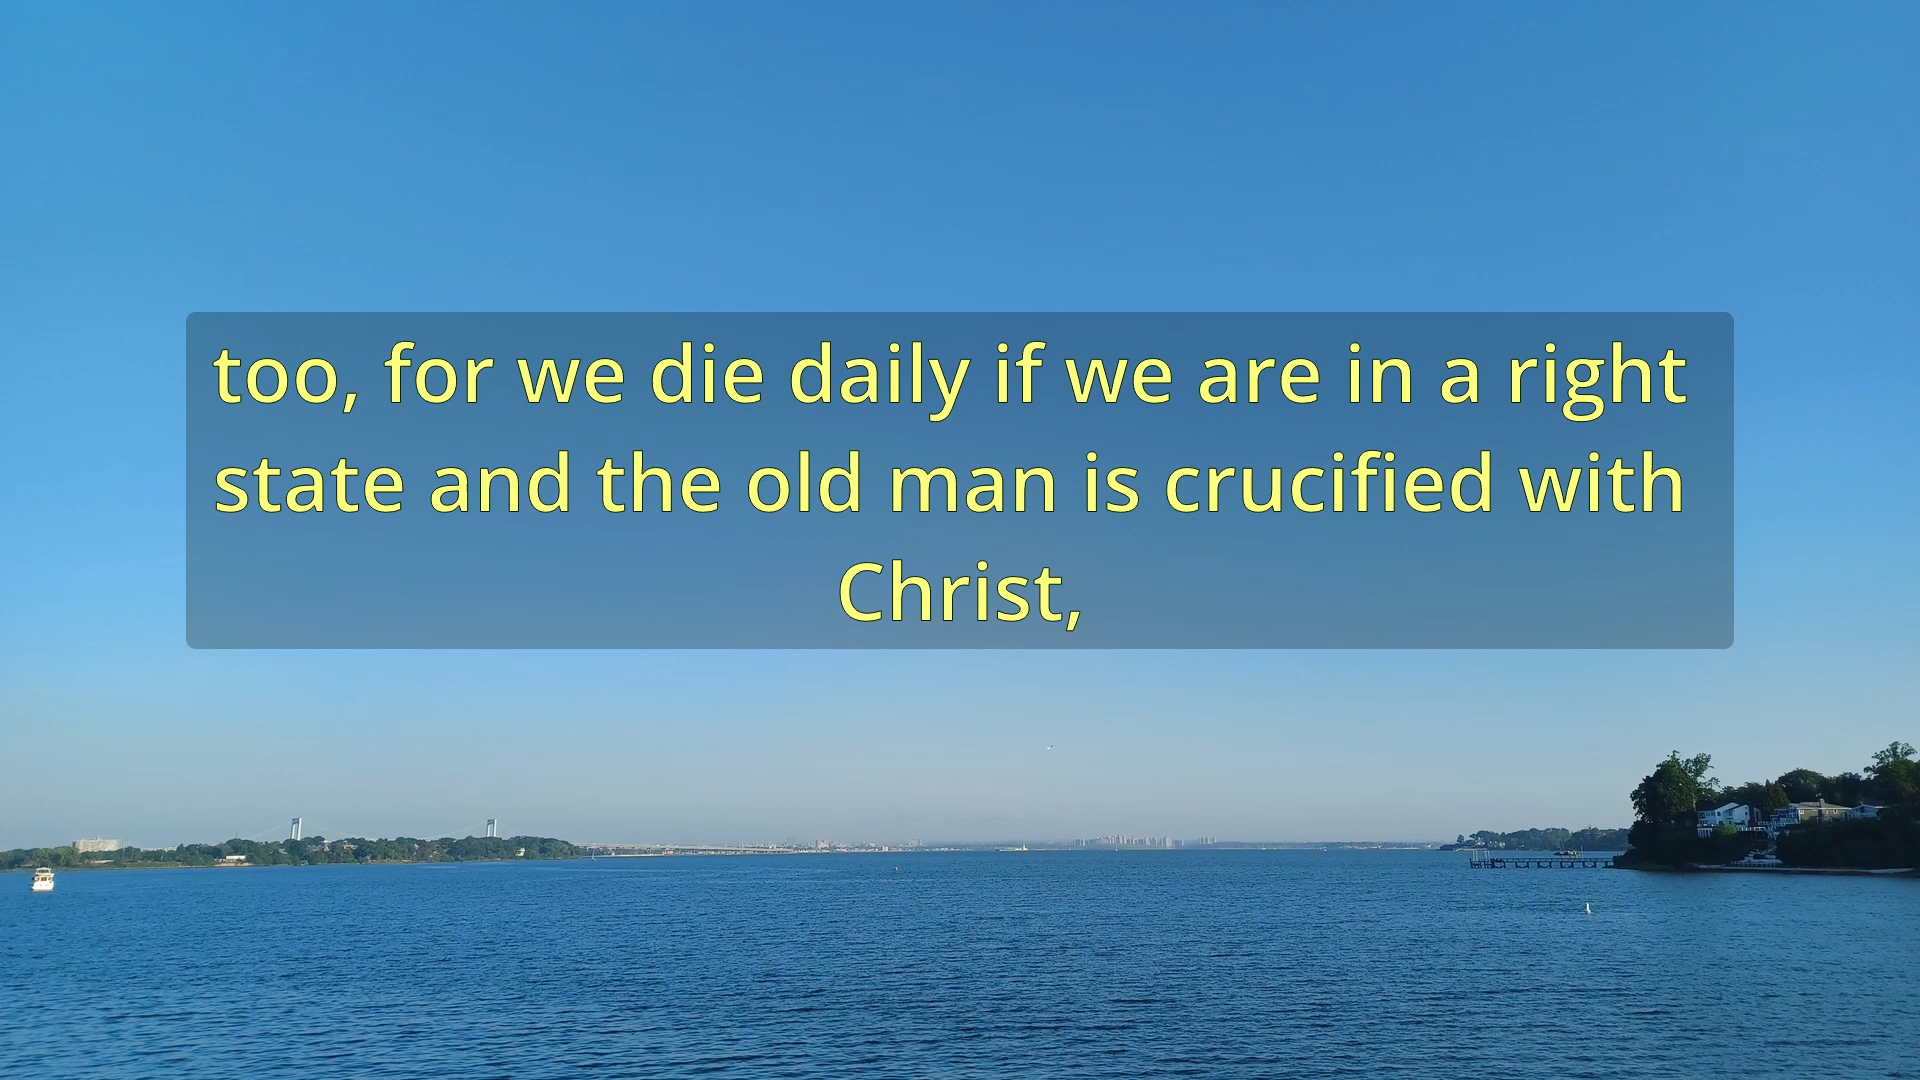 too, for we die daily if we are in a right
state and the old man is crucified with
Christ,